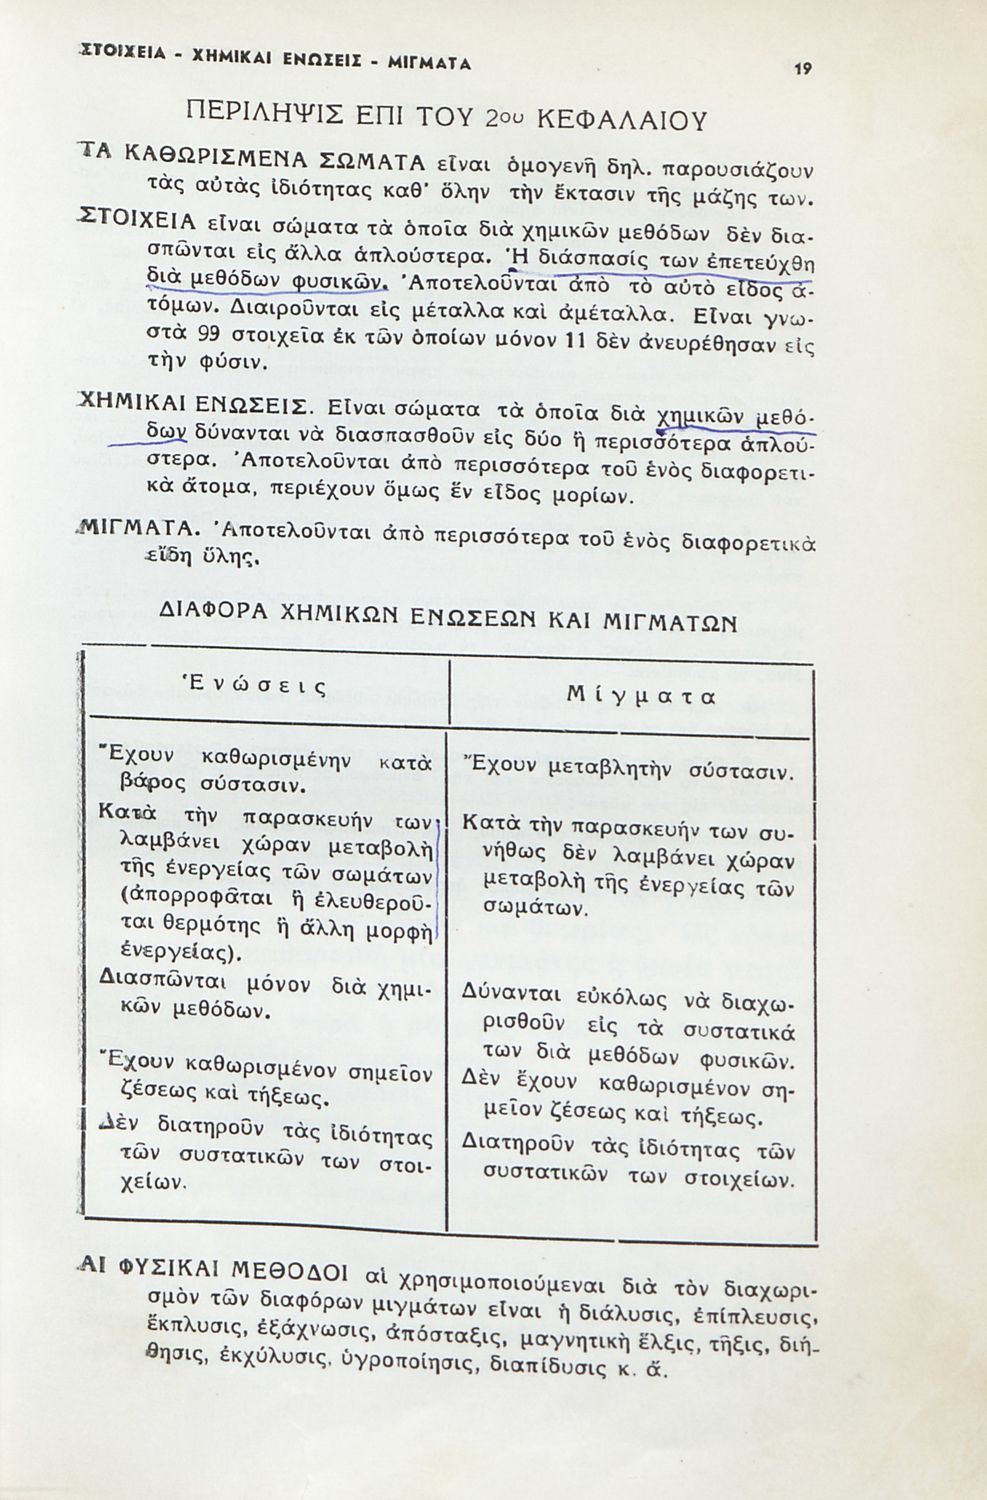 ΣΤΟΙΧΕΙΑ - ΧΗΜΙΚΑΙ ΕΝΩΣΕΙΣ - ΜΙΓΜΑΤΑ
19
ΠΕΡΙΛΗΨΙΣ ΕΠΙ ΤΟΥ 2ου ΚΕΦΑΛΑΙΟΥ
ΤΑ ΚΑΘΩΡΙΣΜΕΝΑ ΣΩΜΑΤΑ εἶναι ὁμογενῆ δηλ. παρουσιάζουν
τὰς αὐτὰς ἰδιότητας καθ' ὅλην τὴν ἔκτασιν τῆς μάζης των.
ΣΤΟΙΧΕΙΑ εἶναι σώματα τὰ ὁποῖα διὰ χημικῶν μεθόδων δὲν δια-
σπῶνται εἰς ἄλλα ἁπλούστερα. Ἡ διάσπασίς των ἐπετεύχθη
διὰ μεθόδων φυσικῶν. Ἀποτελοῦνται ἀπὸ τὸ αὐτὸ εἶδος ἀ-
τόμων. Διαιροῦνται εἰς μέταλλα καὶ ἀμέταλλα. Εἶναι γνω-
στὰ 99 στοιχεῖα ἐκ τῶν ὁποίων μόνον 11 δὲν ἀνευρέθησαν εἰς
τὴν φύσιν.
ΧΗΜΙΚΑΙ ΕΝΩΣΕΙΣ. Εἶναι σώματα τὰ ὁποῖα διὰ χημικῶν μεθό-
δων δύνανται νὰ διασπασθοῦν εἰς δύο ἢ περισσότερα ἁπλού-
στερα. Ἀποτελοῦνται ἀπὸ περισσότερα τοῦ ἑνὸς διαφορετι-
κὰ ἄτομα, περιέχουν ὅμως ἓν εἶδος μορίων.
ΜΙΓΜΑΤΑ. Ἀποτελοῦνται ἀπὸ περισσότερα τοῦ ἑνὸς διαφορετικὰ
εἴδη ὕλης.
ΔΙΑΦΟΡΑ ΧΗΜΙΚΩΝ ΕΝΩΣΕΩΝ ΚΑΙ ΜΙΓΜΑΤΩΝ
Ἑνώσεις
Μίγματα
Ἔχουν καθωρισμένην κατὰ
βάρος σύστασιν.
Κατὰ τὴν παρασκευήν των
λαμβάνει χώραν μεταβολὴ
τῆς ἐνεργείας τῶν σωμάτων
(ἀπορροφᾶται ἢ ἐλευθεροῦ-
ται θερμότης ἢ ἄλλη μορφὴ
ἐνεργείας).
Διασπῶνται μόνον διὰ χημι-
κῶν μεθόδων.
Ἔχουν καθωρισμένον σημεῖον
ζέσεως καὶ τήξεως.
Δὲν διατηροῦν τὰς ἰδιότητας
τῶν συστατικῶν των στοι-
χείων.
Ἔχουν μεταβλητὴν σύστασιν.
Κατὰ τὴν παρασκευήν των συ-
νήθως δὲν λαμβάνει χώραν
μεταβολὴ τῆς ἐνεργείας τῶν
σωμάτων.
Δύνανται εὐκόλως νὰ διαχω-
ρισθοῦν εἰς τὰ συστατικά
των διὰ μεθόδων φυσικῶν.
Δὲν ἔχουν καθωρισμένον ση-
μεῖον ζέσεως καὶ τήξεως.
Διατηροῦν τὰς ἰδιότητας τῶν
συστατικῶν των στοιχείων.
ΑΙ ΦΥΣΙΚΑΙ ΜΕΘΟΔΟΙ αἱ χρησιμοποιούμεναι διὰ τὸν διαχωρι-
σμὸν τῶν διαφόρων μιγμάτων εἶναι ἡ διάλυσις, ἐπίπλευσις,
ἔκπλυσις, ἐξάχνωσις, ἀπόσταξις, μαγνητικὴ ἕλξις, τῆξις, διή-
θησις, ἐκχύλυσις, ὑγροποίησις, διαπίδυσις κ. ἄ.